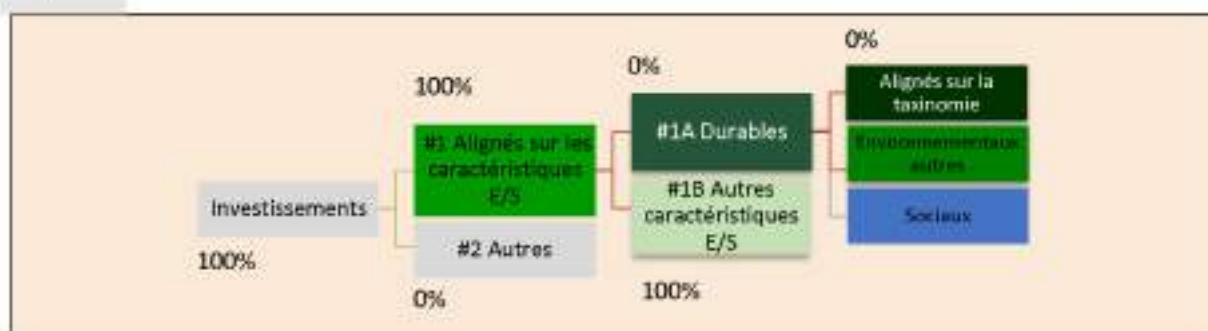 Investissements
100%
100%
#1 Alignés sur les
caractéristiques
E/S
#2 Autres
0%
0%
#1A Durables
#1B Autres
caractéristiques
E/S
100%
0%
Alignés sur la
taxinomie
Environnementaux
autres
Sociaux